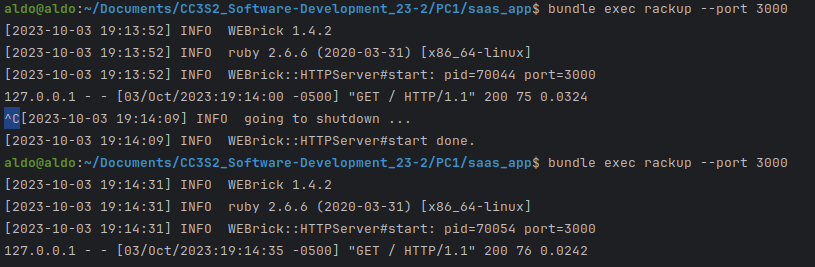 aldo@aldo:~/Documents/CC3S2_Software-Development_23-2/PC1/saas_app$ bundle exec rackup --port 3000
[2023-10-03 19:13:52] INFO  WEBrick 1.4.2
[2023-10-03 19:13:52] INFO  ruby 2.6.6 (2020-03-31) [x86_64-linux]
[2023-10-03 19:13:52] INFO  WEBrick::HTTPServer#start: pid=70044 port=3000
127.0.0.1 - - [03/Oct/2023:19:14:00 -0500] "GET / HTTP/1.1" 200 75 0.0324
^C[2023-10-03 19:14:09] INFO  going to shutdown ...
[2023-10-03 19:14:09] INFO  WEBrick::HTTPServer#start done.
aldo@aldo:~/Documents/CC3S2_Software-Development_23-2/PC1/saas_app$ bundle exec rackup --port 3000
[2023-10-03 19:14:31] INFO  WEBrick 1.4.2
[2023-10-03 19:14:31] INFO  ruby 2.6.6 (2020-03-31) [x86_64-linux]
[2023-10-03 19:14:31] INFO  WEBrick::HTTPServer#start: pid=70054 port=3000
127.0.0.1 - - [03/Oct/2023:19:14:35 -0500] "GET / HTTP/1.1" 200 76 0.0242